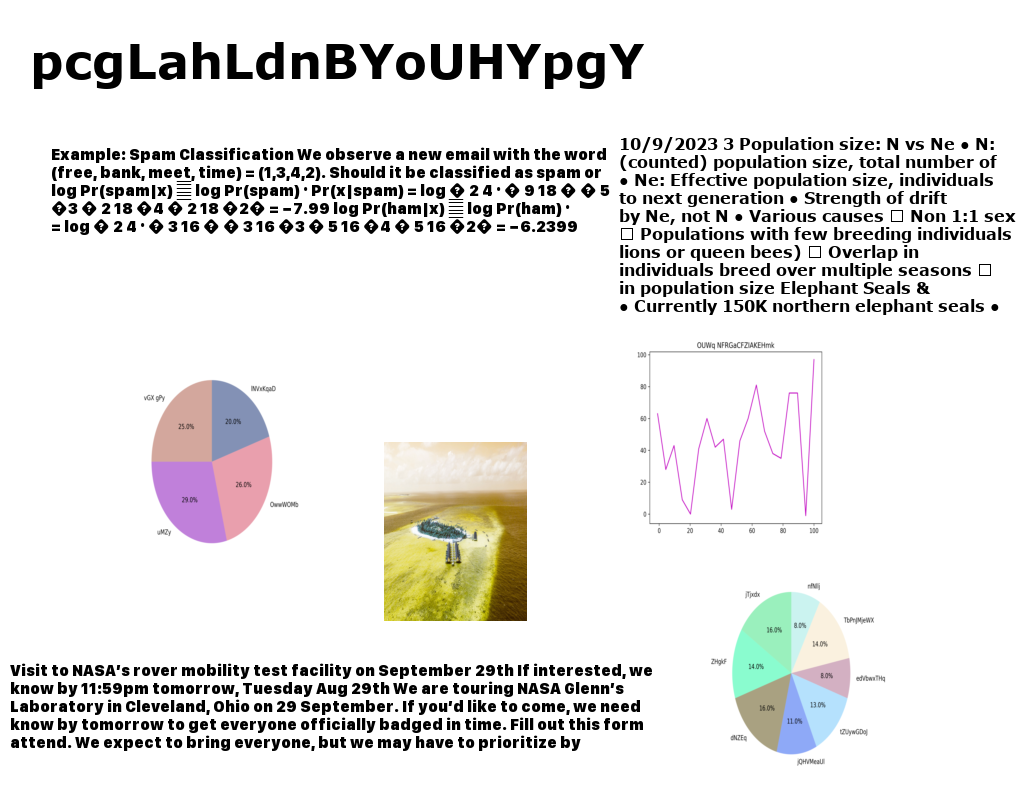 pcgLahLdnBYoUHYpgY
Example: Spam Classification We observe a new email with the word
(free, bank, meet, time) = (1,3,4,2). Should it be classified as spam or
log Pr(spam|x) ▒ log Pr(spam) · Pr(x|spam) = log � 2 4 · � 9 18 � � 5
�3 � 2 18 �4 � 2 18 �2� = −7.99 log Pr(ham|x) ▒ log Pr(ham) ·
= log � 2 4 · � 3 16 � � 3 16 �3 � 5 16 �4 � 5 16 �2� = −6.2399
10/9/2023 3 Population size: N vs Ne ● N:
(counted) population size, total number of
● Ne: Effective population size, individuals
to next generation ● Strength of drift
by Ne, not N ● Various causes □ Non 1:1 sex
□ Populations with few breeding individuals
lions or queen bees) □ Overlap in
individuals breed over multiple seasons □
in population size Elephant Seals &
● Currently 150K northern elephant seals ●
vGX gPy
25.0%
20.0%
29.0%
26.0%
OwwWOMb
uMZy
OUWq NFRGaCFZIAKEHmk
100
80
60
40
20
0
0 20 40 60 80 100
jTjxdx
TbPnJMjeWX
ZHgkF
edVbwxTHq
dNZEq
tZUywGDoJ
16.0%
8.0%
14.0%
14.0%
8.0%
16.0%
11.0%
13.0%
Visit to NASA's rover mobility test facility on September 29th If interested, we
know by 11:59pm tomorrow, Tuesday Aug 29th We are touring NASA Glenn's
Laboratory in Cleveland, Ohio on 29 September. If you'd like to come, we need
know by tomorrow to get everyone officially badged in time. Fill out this form
attend. We expect to bring everyone, but we may have to prioritize by